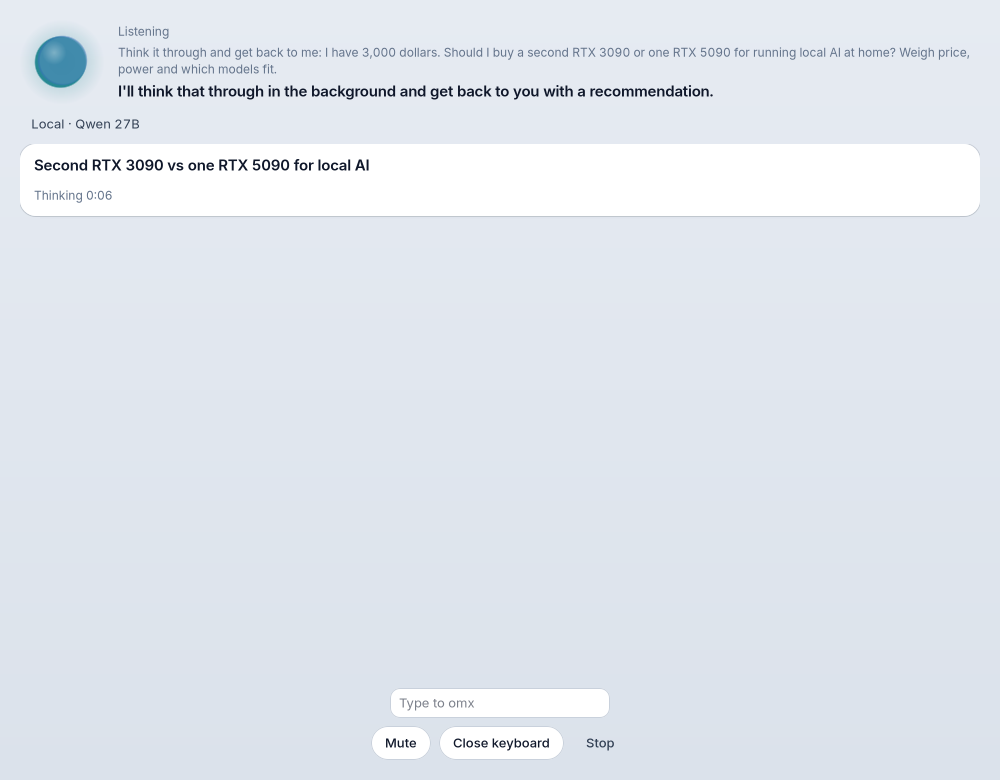 Listening
Think it through and get back to me: I have 3,000 dollars. Should I buy a second RTX 3090 or one RTX 5090 for running local AI at home? Weigh price,
power and which models fit.
I'll think that through in the background and get back to you with a recommendation.
Local · Qwen 27B
Second RTX 3090 vs one RTX 5090 for local AI
Thinking 0:06
Type to omx
Mute
Close keyboard
Stop